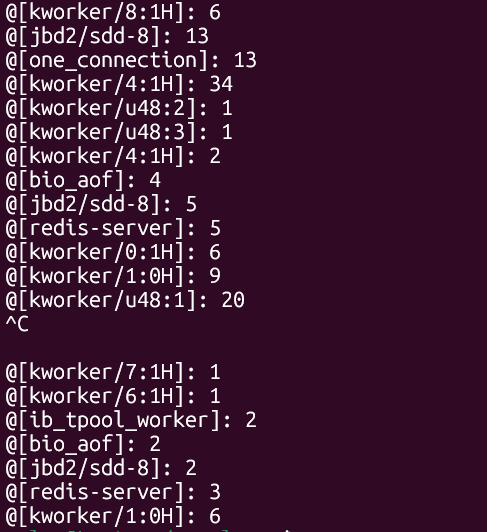 @[kworker/8:1H]: 6
@[jbd2/sdd-8]: 13
@[one_connection]: 13
@[kworker/4:1H]: 34
@[kworker/u48:2]: 1
@[kworker/u48:3]: 1
@[kworker/4:1H]: 2
@[bio_aof]: 4
@[jbd2/sdd-8]: 5
@[redis-server]: 5
@[kworker/0:1H]: 6
@[kworker/1:0H]: 9
@[kworker/u48:1]: 20
^C
@[kworker/7:1H]: 1
@[kworker/6:1H]: 1
@[ib_tpool_worker]: 2
@[bio_aof]: 2
@[jbd2/sdd-8]: 2
@[redis-server]: 3
@[kworker/1:0H]: 6